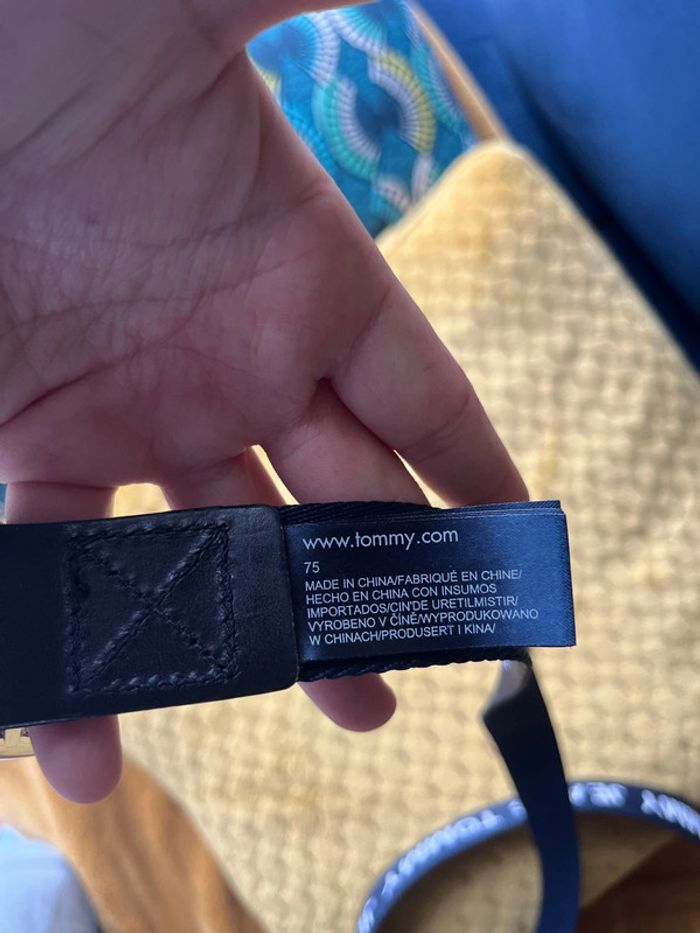 www.tommy.com
75
MADE IN CHINA/FABRIQUÉ EN CHINE/
HECHO EN CHINA CON INSUMOS
IMPORTADOS/CIN'DE URETILMISTIR/
VYROBENO V ČÍNĚ/WYPRODUKOWANO
W CHINACH/PRODUSERT I KINA/